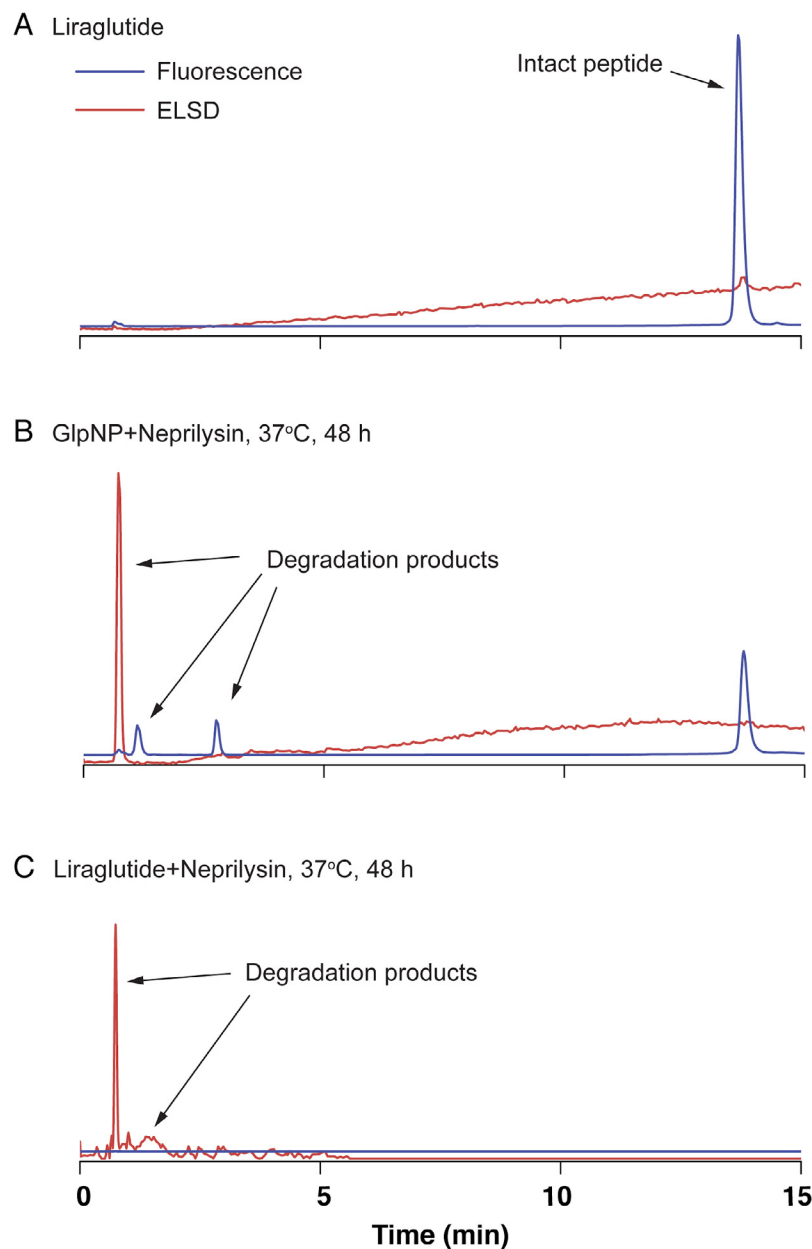 A Liraglutide
Fluorescence
ELSD
Intact peptide
B GlpNP+Neprilysin, 37°C, 48 h
Degradation products
C Liraglutide+Neprilysin, 37°C, 48 h
Degradation products
0 5 10 15
Time (min)